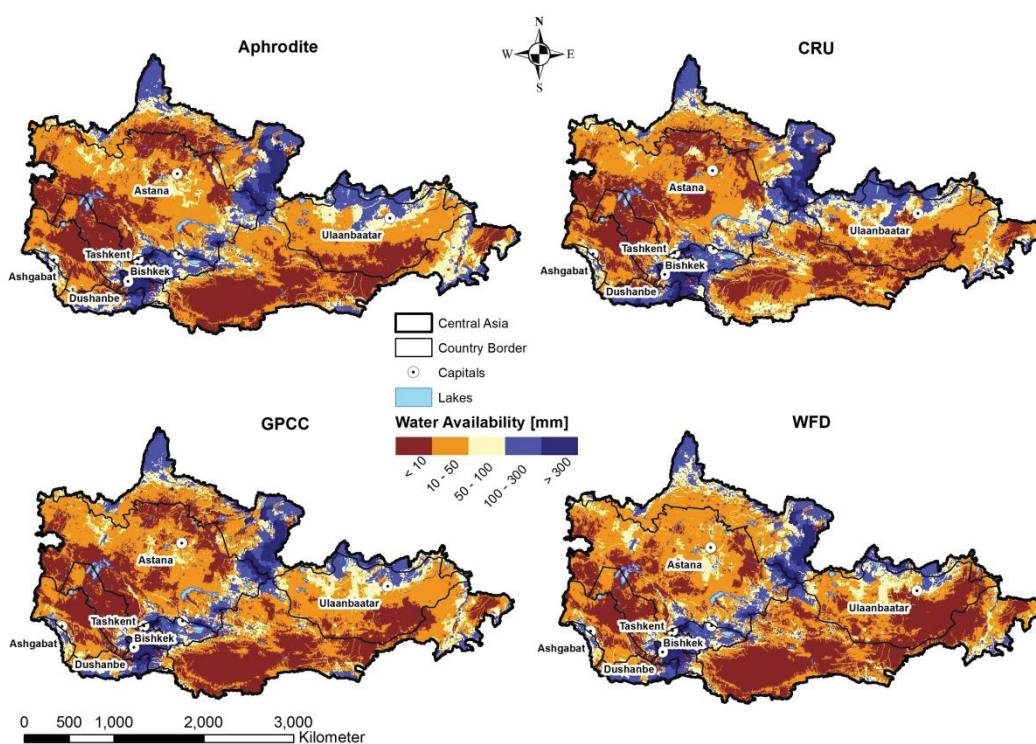 Aphrodite
N
W E
S
CRU
Astana
Ulaanbaatar
Tashkent
Bishkek
Ashgabat
Dushanbe
Astana
Ulaanbaatar
Tashkent
Bishkek
Ashgabat
Dushanbe
Central Asia
Country Border
Capitals
Lakes
Water Availability [mm]
< 10
10 - 50
50 - 100
100 - 300
> 300
GPCC
WFD
Astana
Ulaanbaatar
Tashkent
Bishkek
Ashgabat
Dushanbe
Astana
Ulaanbaatar
Tashkent
Bishkek
Ashgabat
Dushanbe
0 500 1,000 2,000 3,000
Kilometer